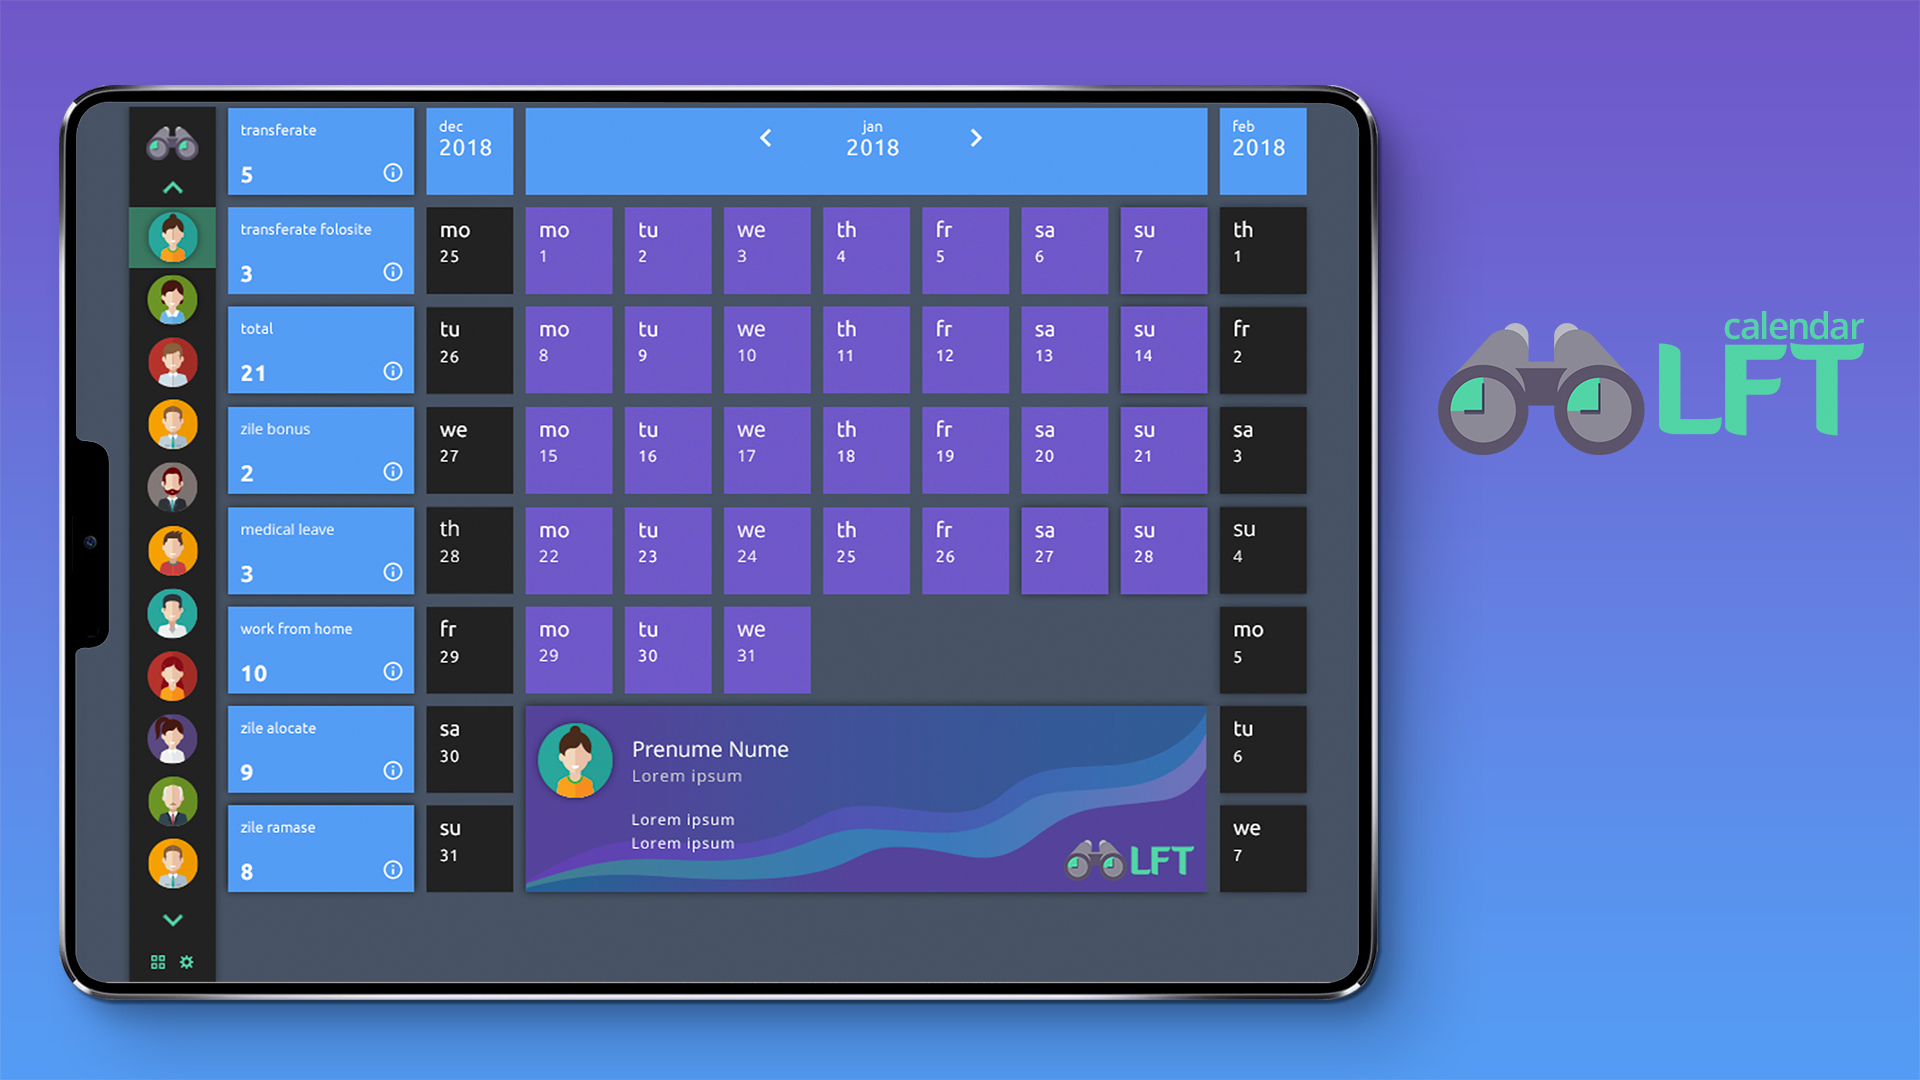 transferate
5
dec
2018
jan
2018
feb
2018
transferate folosite
3
mo
25
mo
1
tu
2
we
3
th
4
fr
5
sa
6
su
7
th
1
total
21
tu
26
mo
8
tu
9
we
10
th
11
fr
12
sa
13
su
14
fr
2
zile bonus
2
we
27
mo
15
tu
16
we
17
th
18
fr
19
sa
20
su
21
sa
3
medical leave
3
th
28
mo
22
tu
23
we
24
th
25
fr
26
sa
27
su
28
su
4
work from home
10
fr
29
mo
29
tu
30
we
31
mo
5
zile alocate
9
sa
30
Prenume Nume
Lorem ipsum
Lorem ipsum
Lorem ipsum
LFT
tu
6
zile ramase
8
su
31
we
7
calendar
LFT